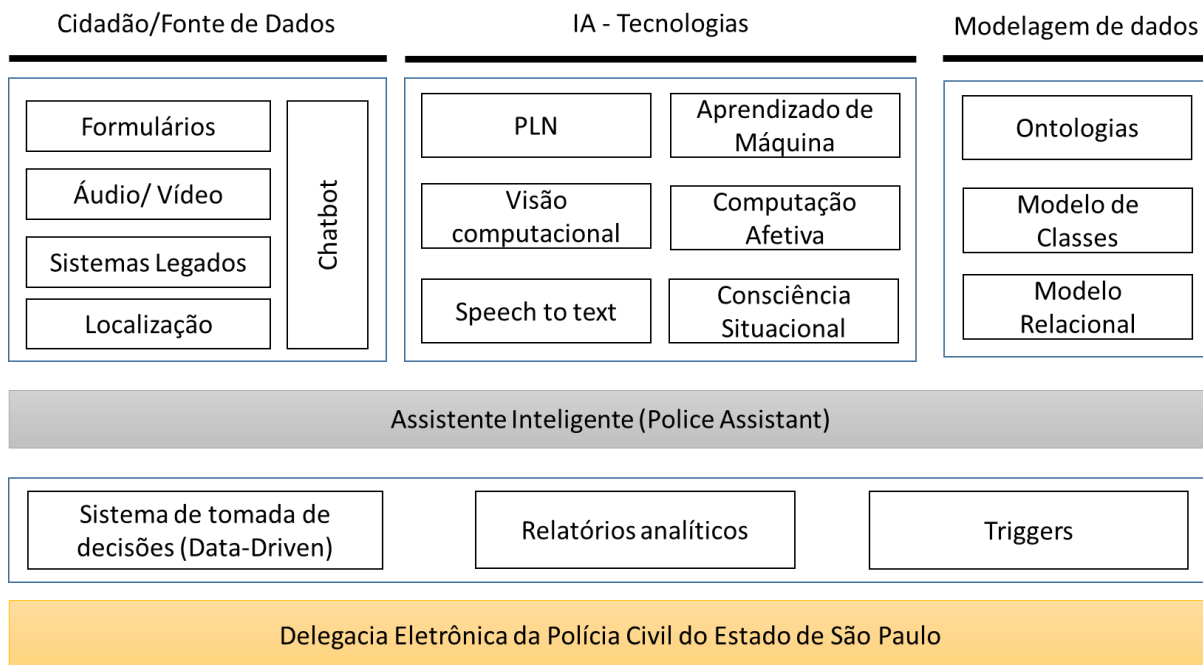 Cidadão/Fonte de Dados
IA - Tecnologias
Modelagem de dados
Formulários
Áudio/ Vídeo
Sistemas Legados
Localização
Chatbot
PLN
Aprendizado de
Máquina
Visão
computacional
Computação
Afetiva
Speech to text
Consciência
Situacional
Ontologias
Modelo de
Classes
Modelo
Relacional
Assistente Inteligente (Police Assistant)
Sistema de tomada de
decisões (Data-Driven)
Relatórios analíticos
Triggers
Delegacia Eletrônica da Polícia Civil do Estado de São Paulo